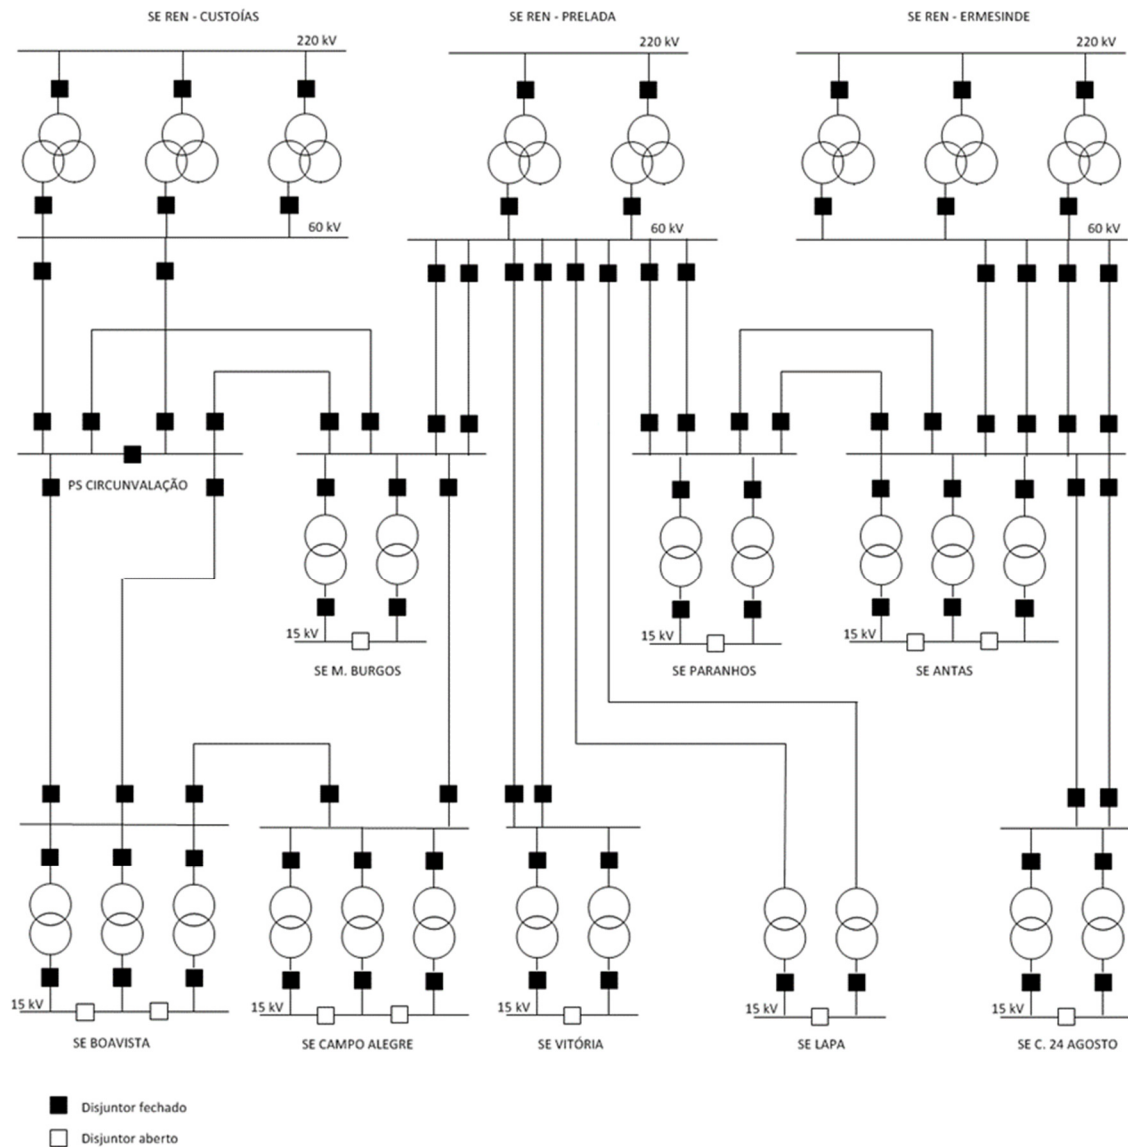 SE REN - CUSTOÍAS
SE REN - PRELADA
SE REN - ERMESINDE
220 kV
220 kV
220 kV
60 kV
60 kV
60 kV
PS CIRCUNVALAÇÃO
15 kV
15 kV
15 kV
SE M. BURGOS
SE PARANHOS
SE ANTAS
15 kV
15 kV
15 kV
15 kV
15 kV
SE BOAVISTA
SE CAMPO ALEGRE
SE VITÓRIA
SE LAPA
SE C. 24 AGOSTO
Disjuntor fechado
Disjuntor aberto